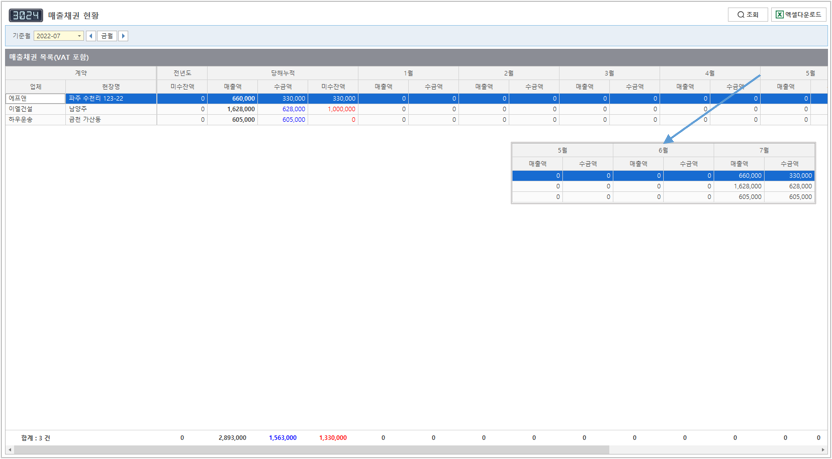 3024 매출채권 현황 조회 엑셀다운로드
기준월 2022-07 금월
매출채권 목록(VAT 포함)
계약 전년도 당해누적 1월 2월 3월 4월 5월
업체 현장명 미수잔액 매출액 수금액 미수잔액 매출액 수금액 매출액 수금액 매출액 수금액 매출액 수금액 매출액
에프앤 파주 수현리 123-22 0 660,000 330,000 330,000 0 0 0 0 0 0 0 0 0
이엘건설 남양주 0 1,628,000 628,000 1,000,000 0 0 0 0 0 0 0 0 0
하우운송 금천 가산동 0 605,000 605,000 0 0 0 0 0 0 0 0 0 0
5월 6월 7월
매출액 수금액 매출액 수금액 매출액 수금액
0 0 0 0 660,000 330,000
0 0 0 0 1,628,000 628,000
0 0 0 0 605,000 605,000
합계 : 3 건 0 2,893,000 1,563,000 1,330,000 0 0 0 0 0 0 0 0 0 0